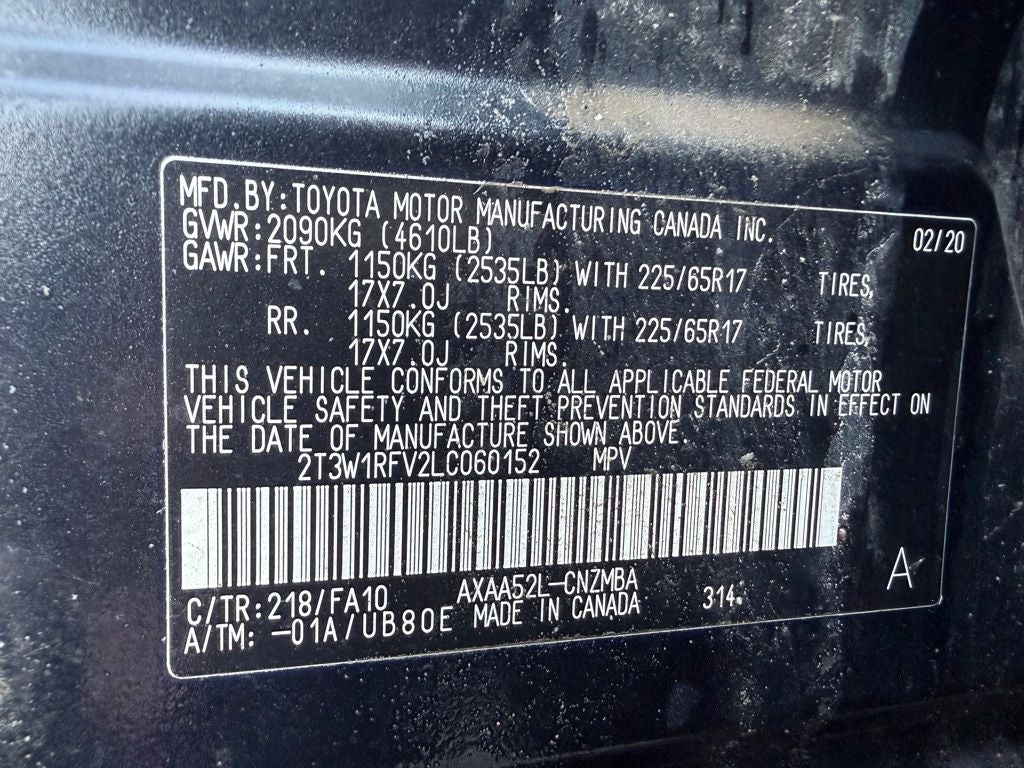 MFD.BY:TOYOTA MOTOR MANUFACTURING CANADA INC.
GVWR:2090KG (4610LB) 02/20
GAWR:FRT. 1150KG (2535LB) WITH 225/65R17 TIRES,
17X7.0J RIMS.
RR. 1150KG (2535LB) WITH 225/65R17 TIRES,
17X7.0J RIMS.
THIS VEHICLE CONFORMS TO ALL APPLICABLE FEDERAL MOTOR
VEHICLE SAFETY AND THEFT PREVENTION STANDARDS IN EFFECT ON
THE DATE OF MANUFACTURE SHOWN ABOVE.
2T3W1RFV2LC060152 MPV
C/TR:218/FA10 AXAA52L-CNZMBA A
A/TM: -01A/UB80E MADE IN CANADA 314.